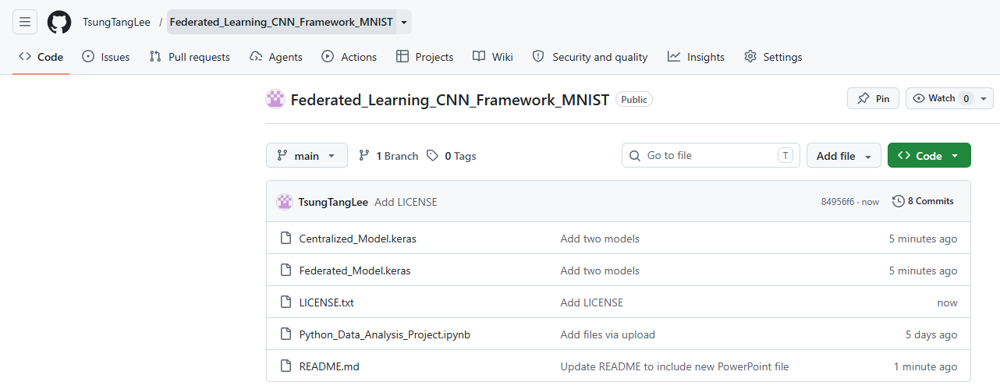 TsungTangLee / Federated_Learning_CNN_Framework_MNIST
Code Issues Pull requests Agents Actions Projects Wiki Security and quality Insights Settings
Federated_Learning_CNN_Framework_MNIST Public Pin Watch 0
main 1 Branch 0 Tags Go to file T Add file Code
TsungTangLee Add LICENSE 84956f6 · now 8 Commits
Centralized_Model.keras Add two models 5 minutes ago
Federated_Model.keras Add two models 5 minutes ago
LICENSE.txt Add LICENSE now
Python_Data_Analysis_Project.ipynb Add files via upload 5 days ago
README.md Update README to include new PowerPoint file 1 minute ago